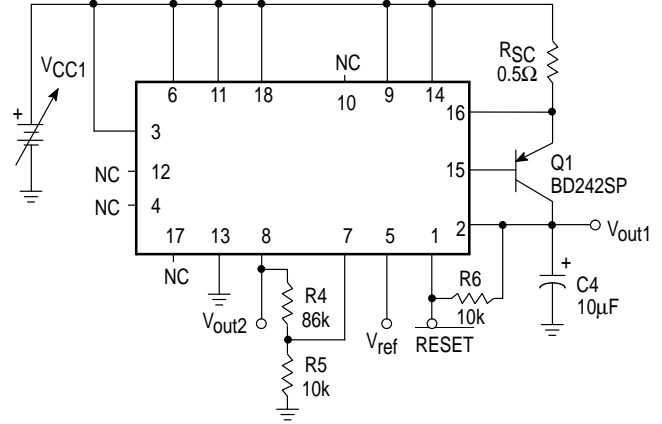 VCC1
+
NC
RSC
0.5Ω
6
11
18
10
9
14
16
3
15
Q1
BD242SP
NC
12
NC
4
2
Vout1
17
13
8
7
5
1
NC
R4
86k
R6
10k
+
C4
10µF
Vout2
Vref
RESET
R5
10k